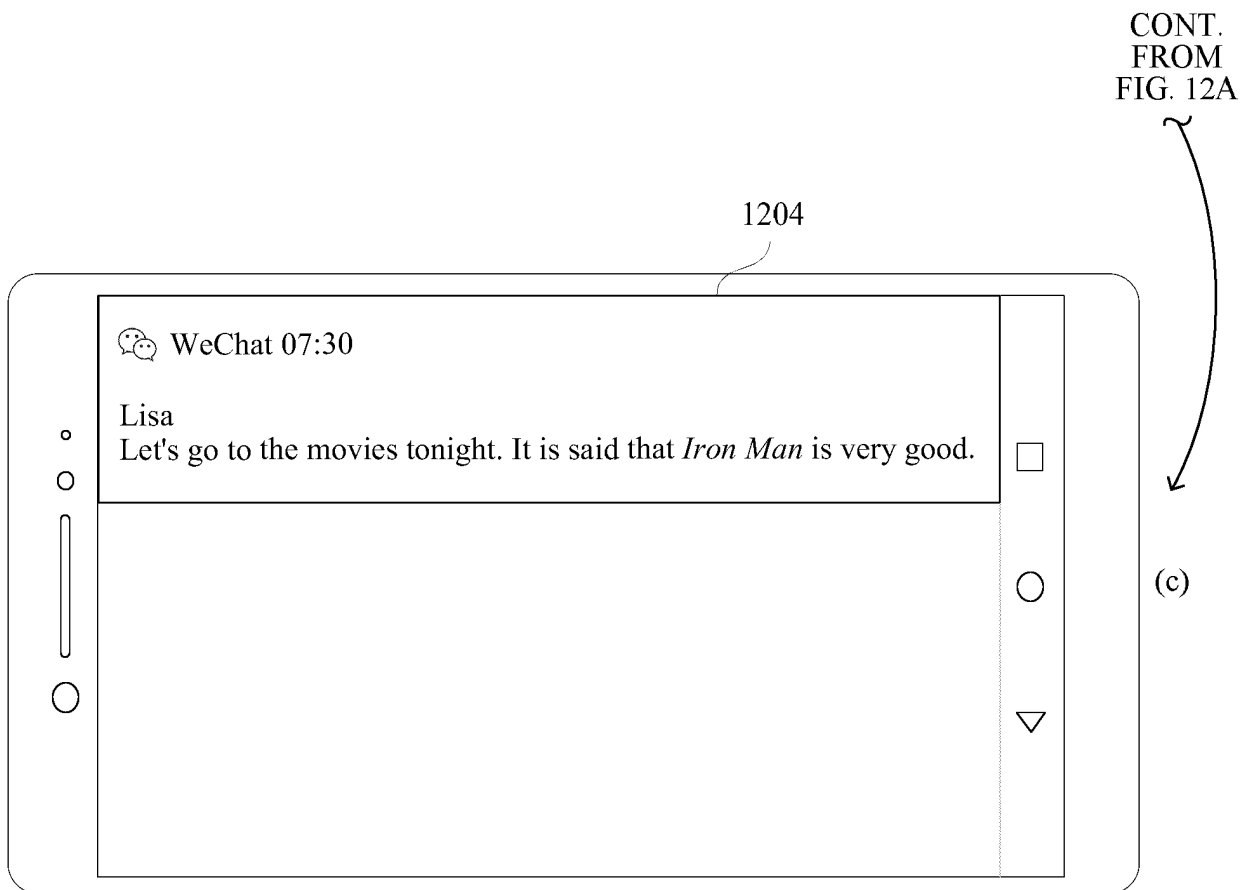 CONT.
FROM
FIG. 12A
1204
WeChat 07:30
Lisa
Let's go to the movies tonight. It is said that Iron Man is very good.
(c)